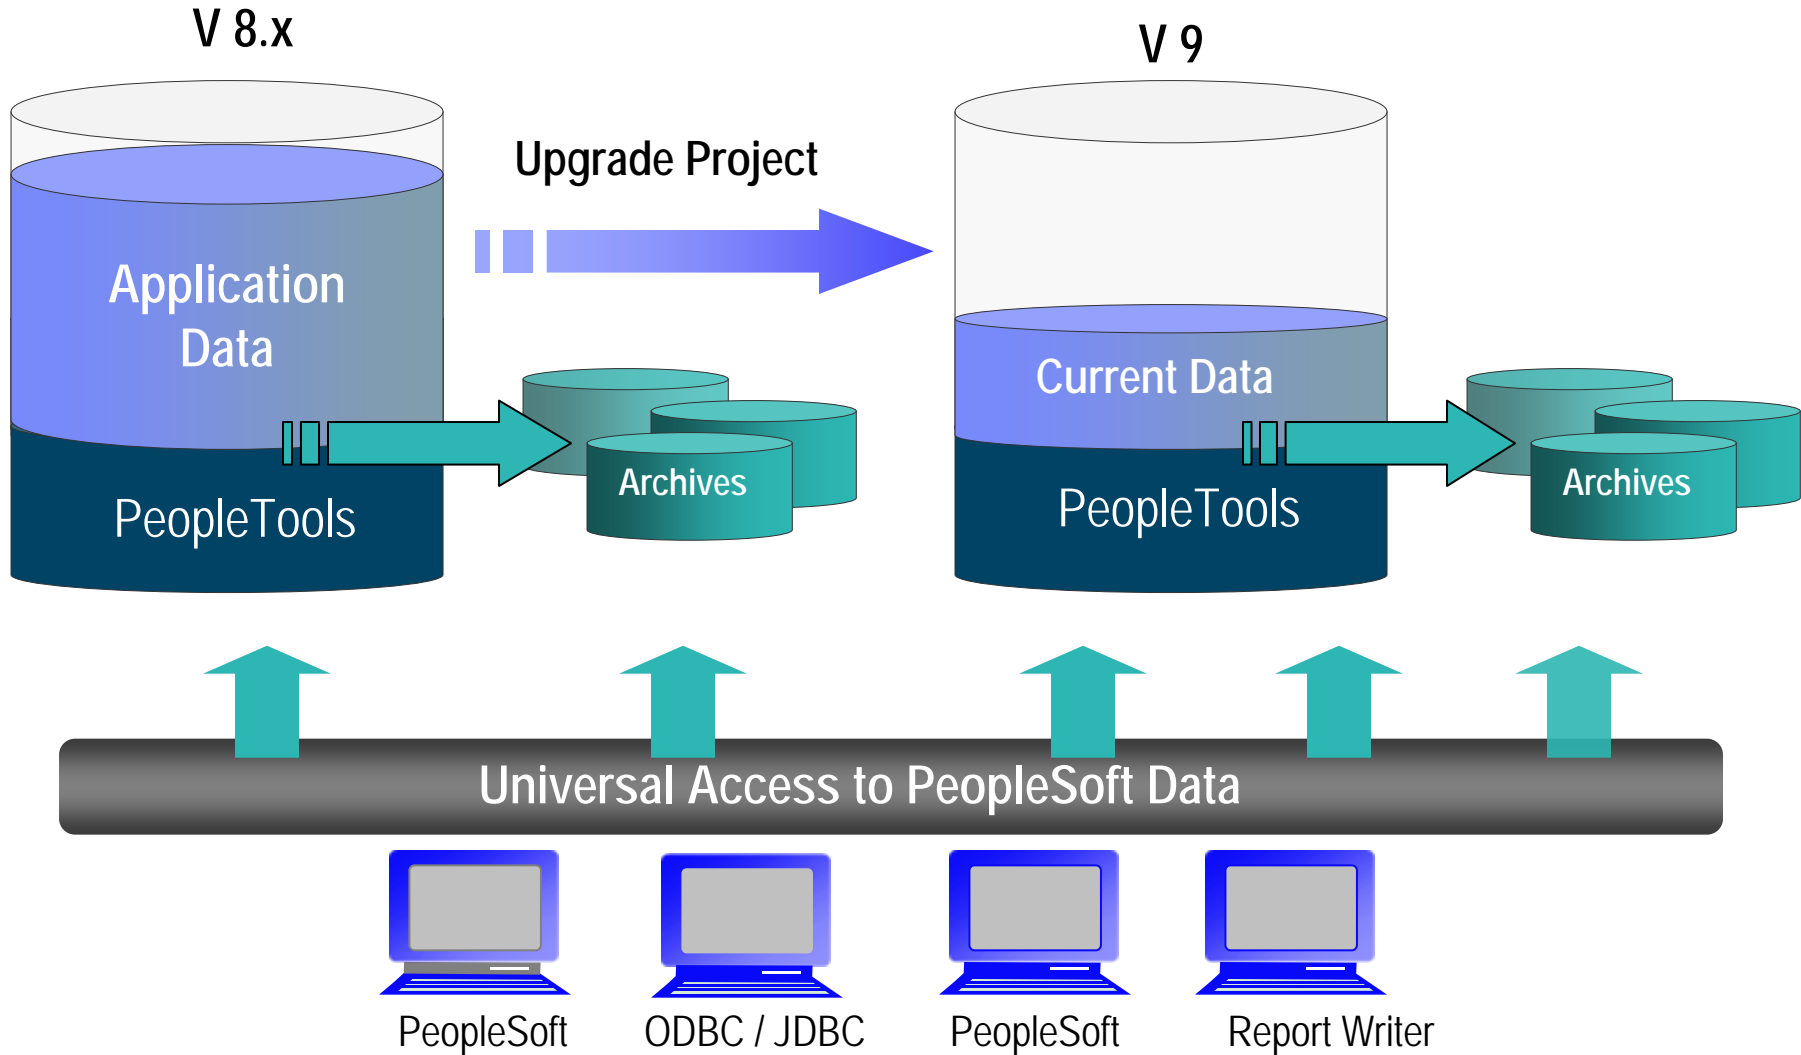 V 8.x
V 9
Upgrade Project
Application
Data
Current Data
Archives
Archives
PeopleTools
PeopleTools
Universal Access to PeopleSoft Data
PeopleSoft
ODBC / JDBC
PeopleSoft
Report Writer